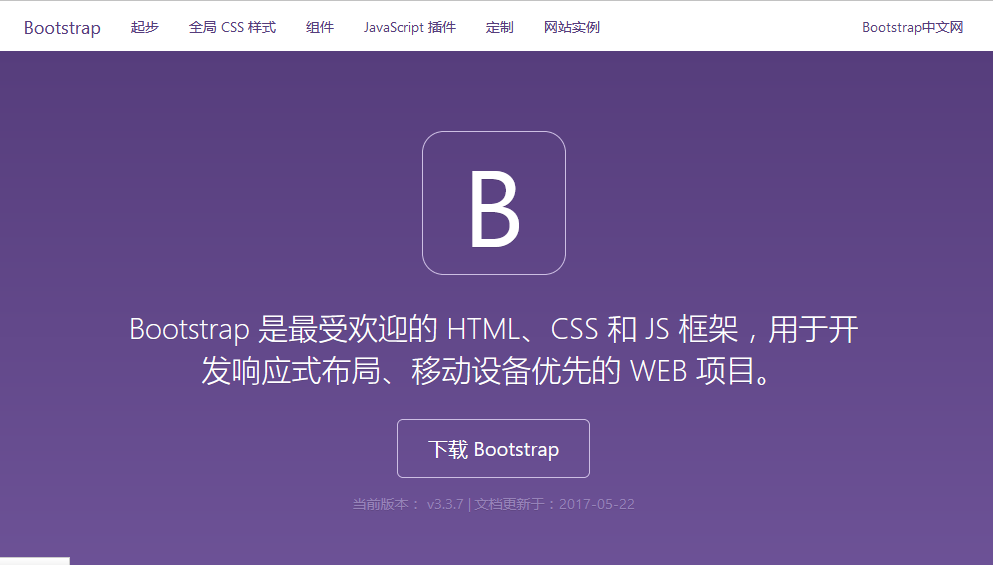 Bootstrap 起步 全局 CSS 样式 组件 JavaScript 插件 定制 网站实例 Bootstrap中文网
B
Bootstrap 是最受欢迎的 HTML、CSS 和 JS 框架，用于开
发响应式布局、移动设备优先的 WEB 项目。
下载 Bootstrap
当前版本： v3.3.7 | 文档更新于：2017-05-22